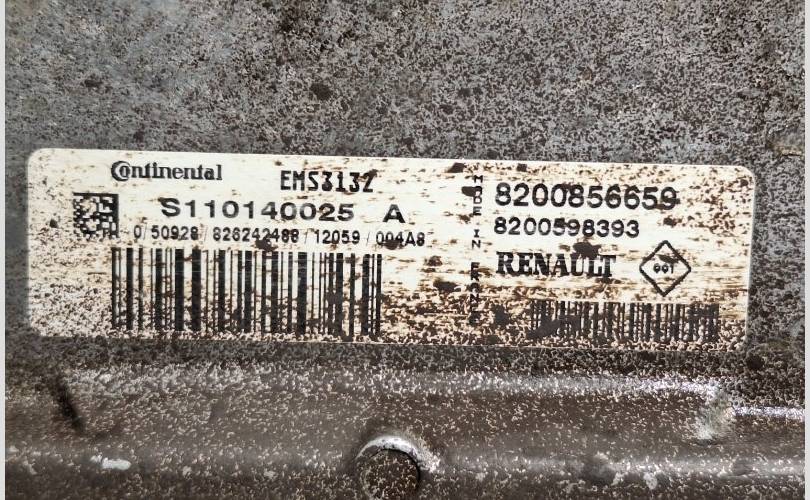 Continental
EMS3132
S110140025 A
0/50928/826242488/12059/004A8
MADE IN FRANCE
8200856659
8200598393
RENAULT